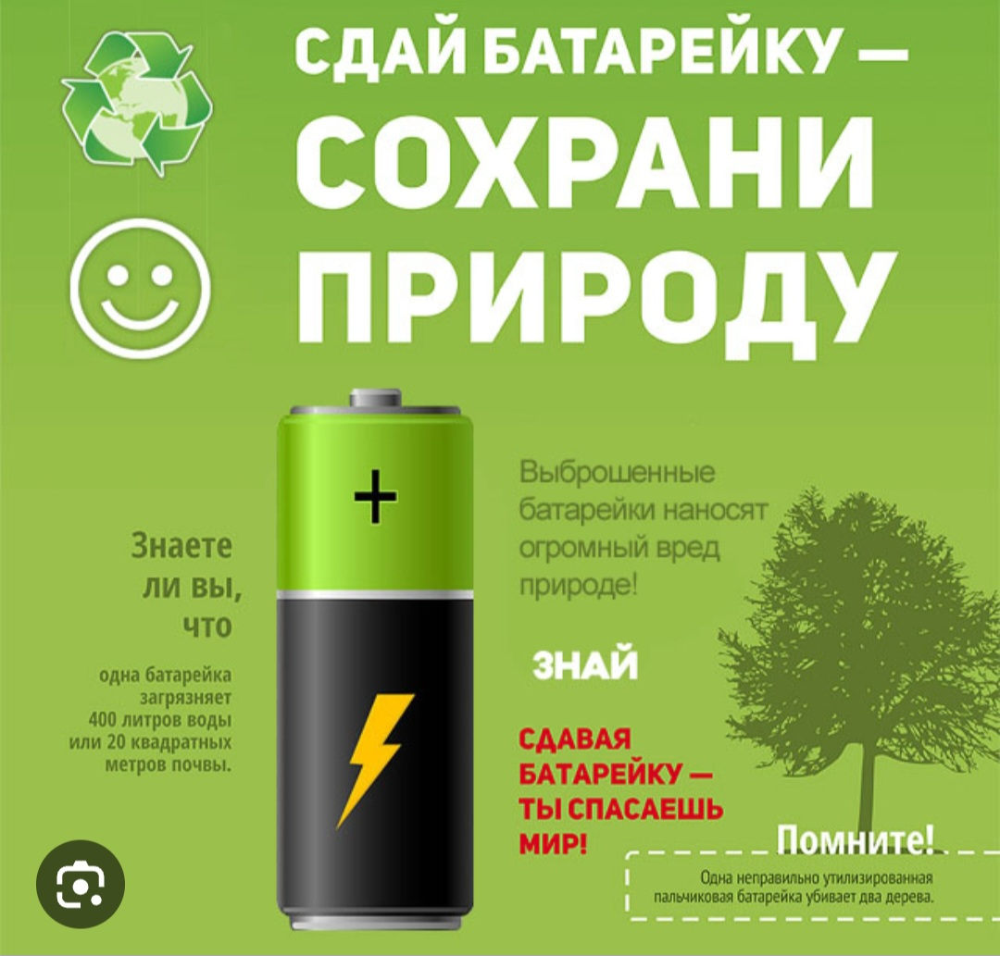 СДАЙ БАТАРЕЙКУ —
СОХРАНИ
ПРИРОДУ
+
Знаете
ли вы,
что
одна батарейка
загрязняет
400 литров воды
или 20 квадратных
метров почвы.
Выброшенные
батарейки наносят
огромный вред
природе!
ЗНАЙ
СДАВАЯ
БАТАРЕЙКУ —
ТЫ СПАСАЕШЬ
МИР!
Помните!
Одна неправильно утилизированная
пальчиковая батарейка убивает два дерева.